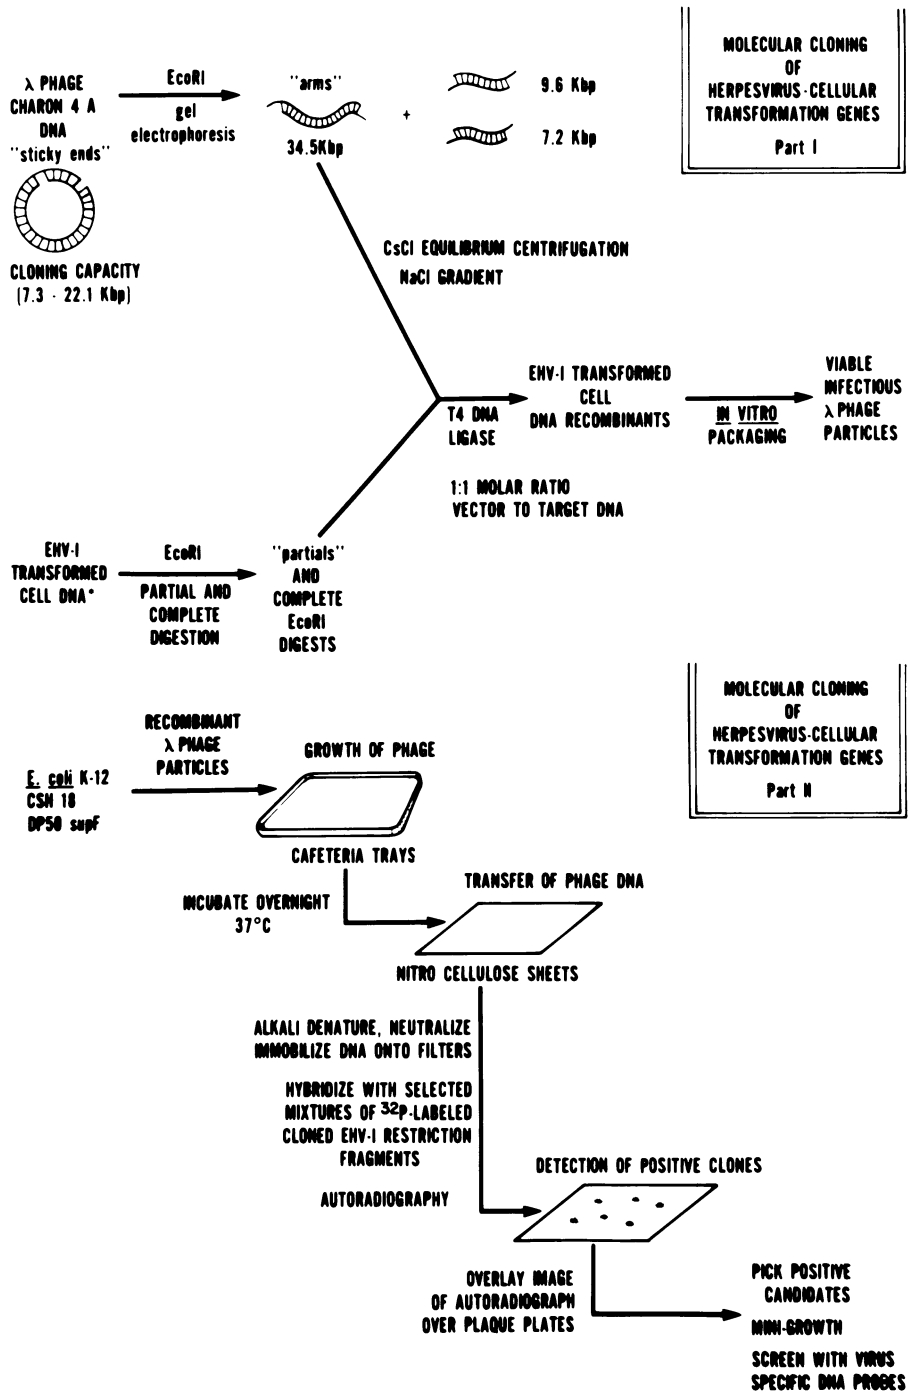 MOLECULAR CLONING
OF
HERPESVIRUS-CELLULAR
TRANSFORMATION GENES
Part I
λ PHAGE
CHARON 4 A
DNA
"sticky ends"
CLONING CAPACITY
(7.3 - 22.1 Kbp)
EcoRI
gel
electrophoresis
"arms"
34.5Kbp
+
9.6 Kbp
7.2 Kbp
CsCl EQUILIBRIUM CENTRIFUGATION
NaCl GRADIENT
T4 DNA
LIGASE
1:1 MOLAR RATIO
VECTOR TO TARGET DNA
EHV-I TRANSFORMED
CELL
DNA RECOMBINANTS
IN VITRO
PACKAGING
VIABLE
INFECTIOUS
λ PHAGE
PARTICLES
EHV-I
TRANSFORMED
CELL DNA*
EcoRI
PARTIAL AND
COMPLETE
DIGESTION
"partials"
AND
COMPLETE
EcoRI
DIGESTS
MOLECULAR CLONING
OF
HERPESVIRUS-CELLULAR
TRANSFORMATION GENES
Part II
E. coli K-12
CSH 18
DP50 supF
RECOMBINANT
λ PHAGE
PARTICLES
GROWTH OF PHAGE
CAFETERIA TRAYS
INCUBATE OVERNIGHT
37°C
TRANSFER OF PHAGE DNA
NITRO CELLULOSE SHEETS
ALKALI DENATURE, NEUTRALIZE
IMMOBILIZE DNA ONTO FILTERS
HYBRIDIZE WITH SELECTED
MIXTURES OF 32P-LABELED
CLONED EHV-I RESTRICTION
FRAGMENTS
AUTORADIOGRAPHY
DETECTION OF POSITIVE CLONES
OVERLAY IMAGE
OF AUTORADIOGRAPH
OVER PLAQUE PLATES
PICK POSITIVE
CANDIDATES
MINI-GROWTH
SCREEN WITH VIRUS
SPECIFIC DNA PROBES